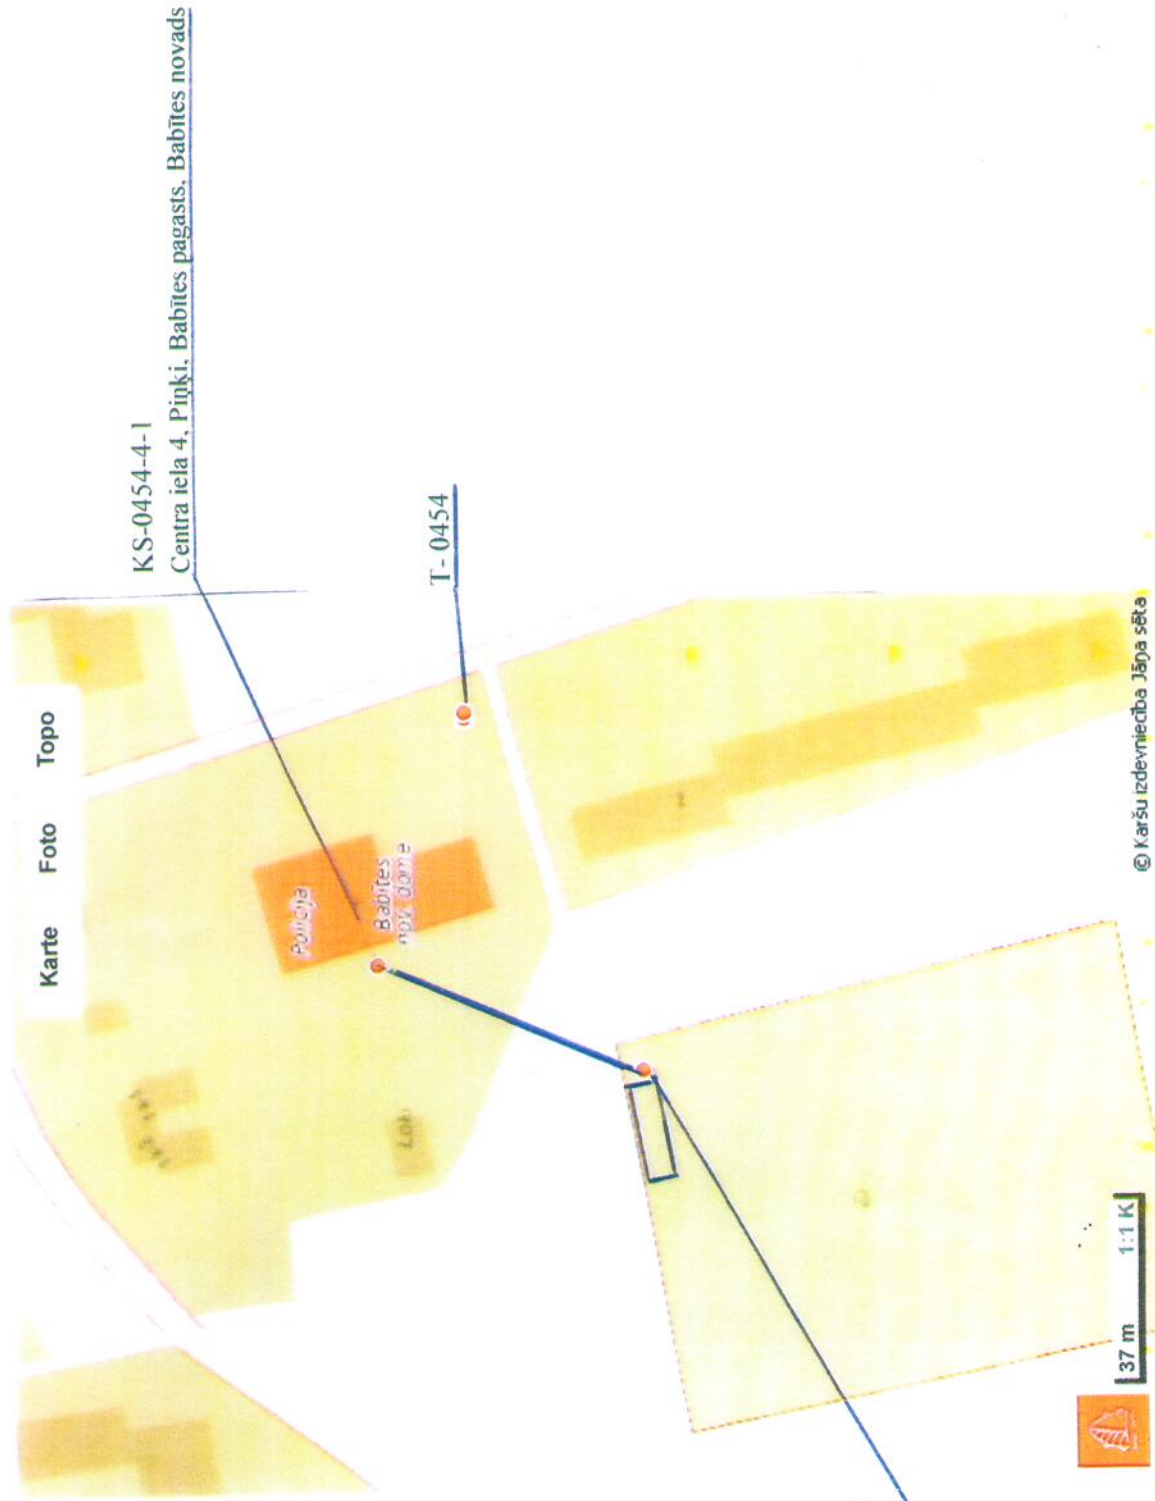 KS-0454-4-1
Centra iela 4, Piņķi, Babītes pagasts, Babītes novads
T- 0454
Karte Foto Topo
Policija
Babītes
nov. dome
37 m 1:1 K
© Karšu izdevniecība Jāņa sēta